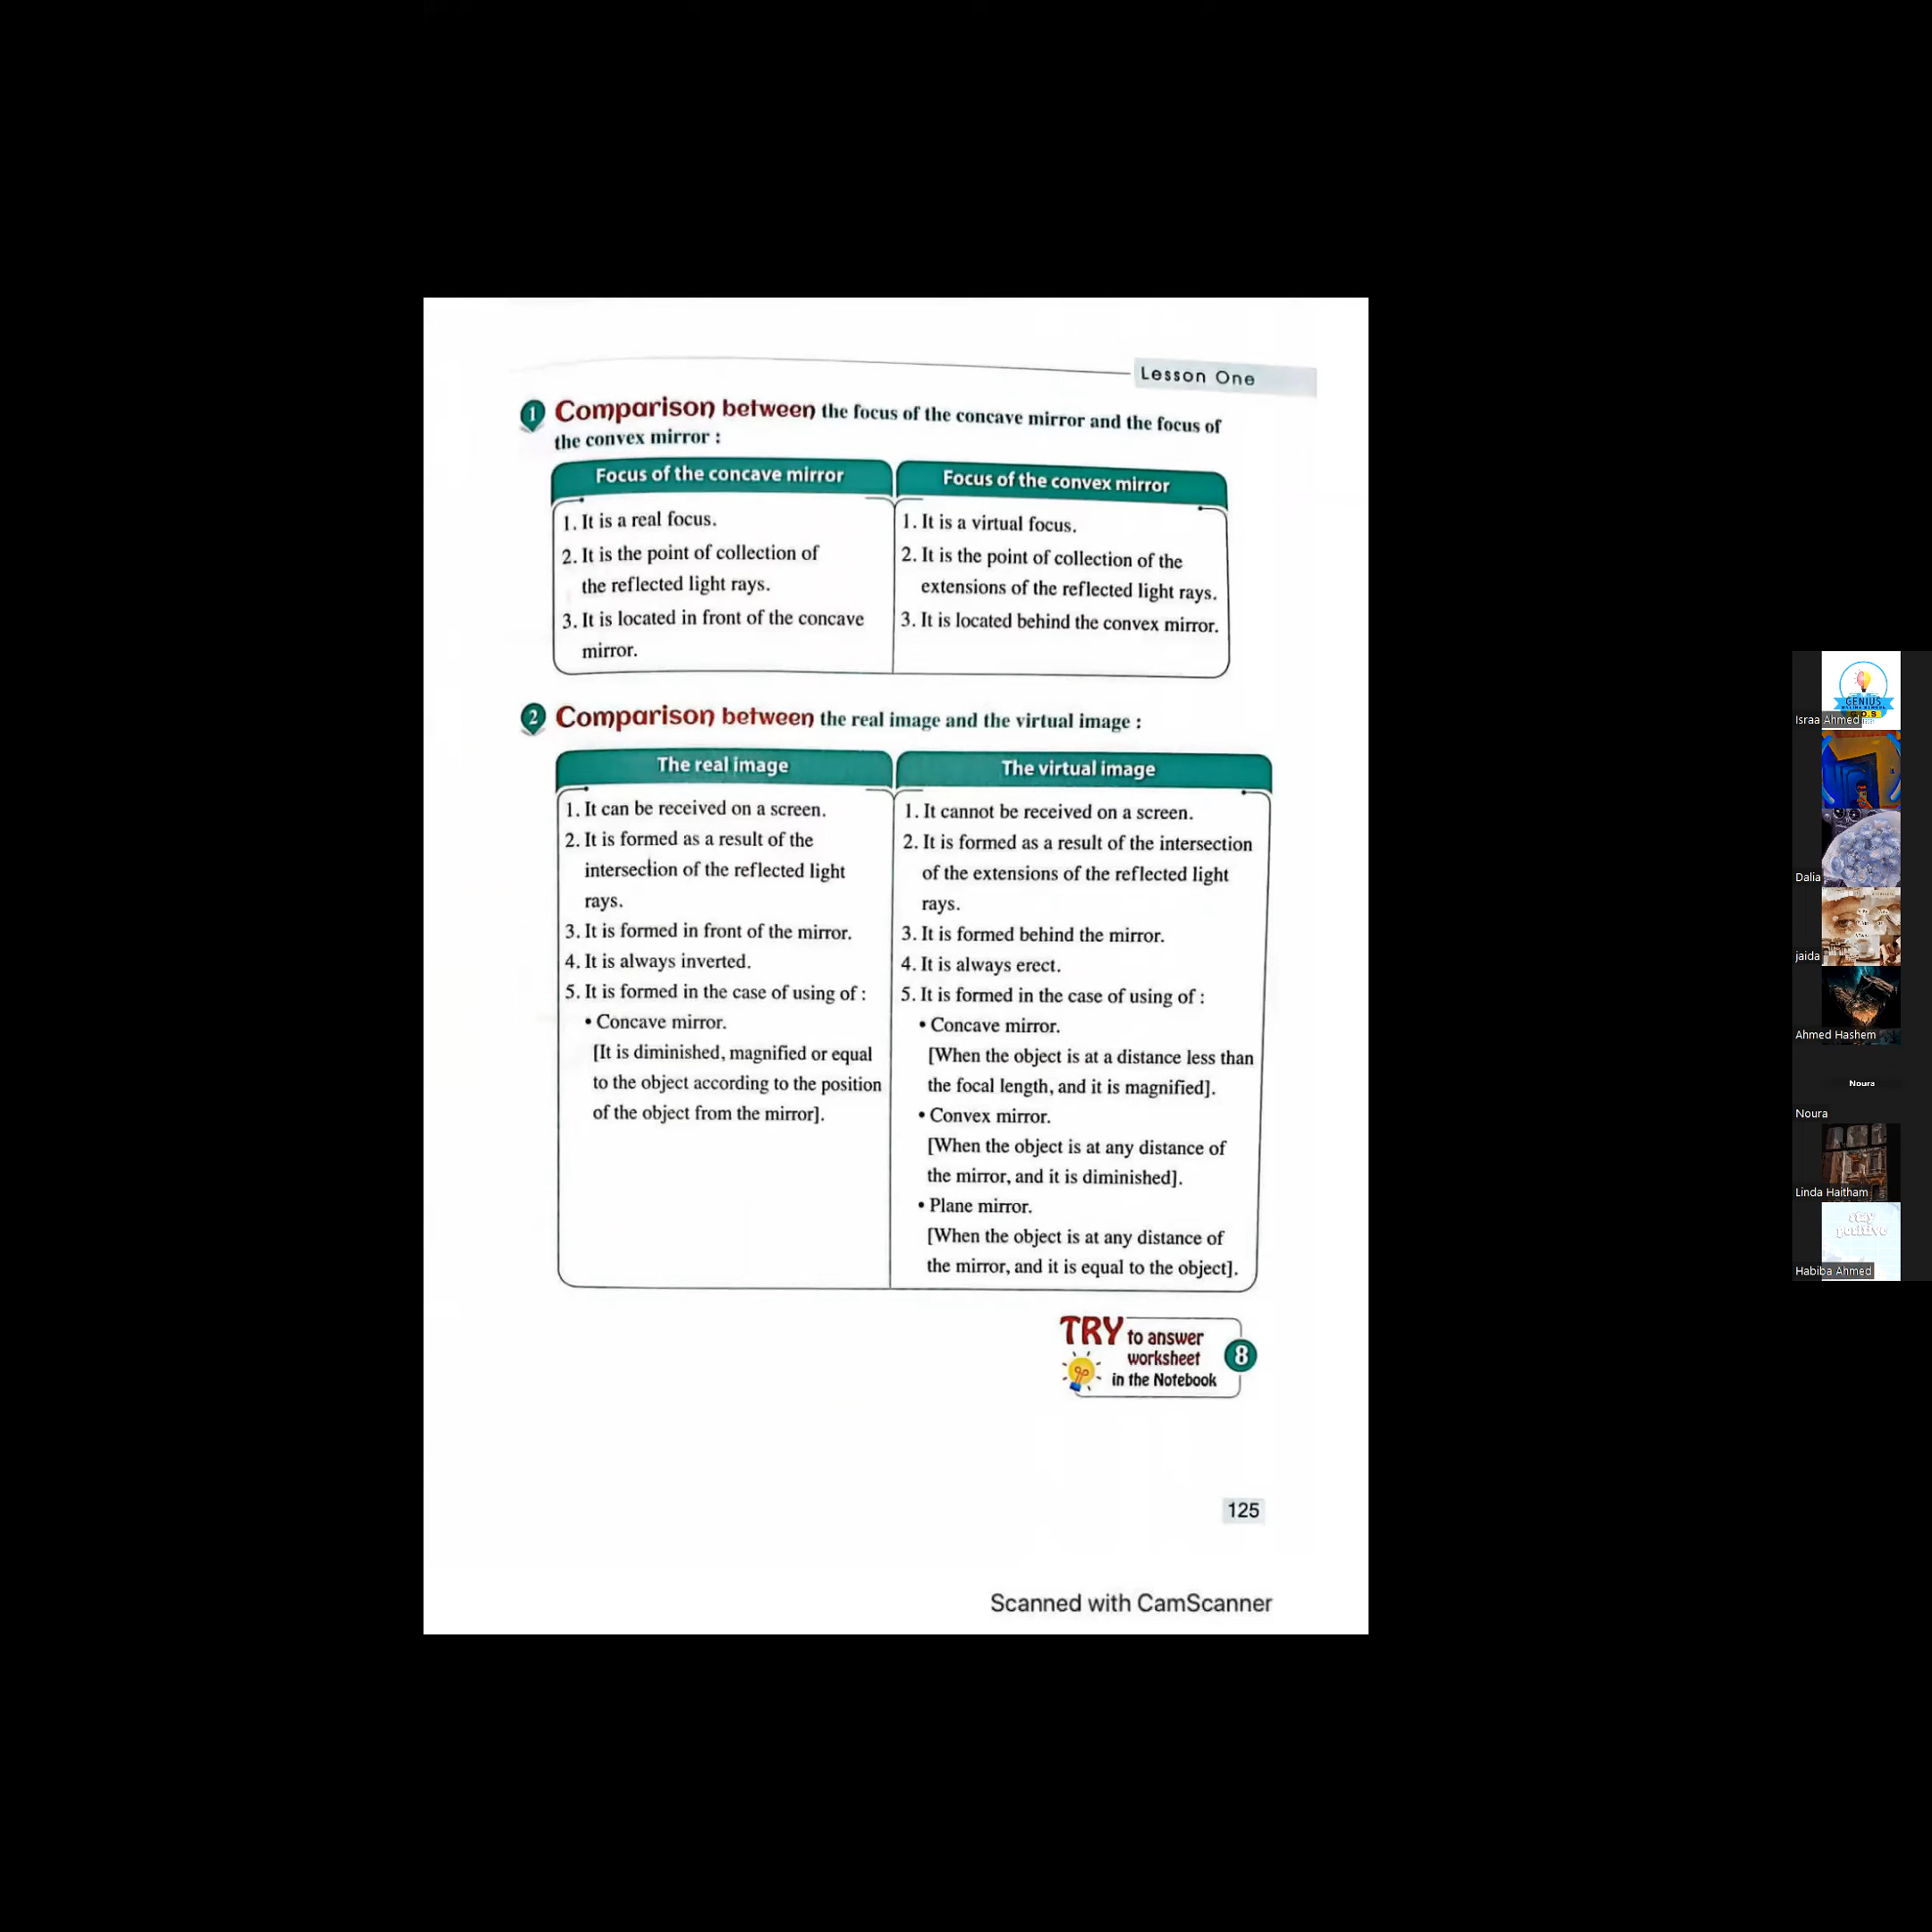 Lesson One
1 Comparison between the focus of the concave mirror and the focus of
the convex mirror :
Focus of the concave mirror
1. It is a real focus.
2. It is the point of collection of
the reflected light rays.
3. It is located in front of the concave
mirror.
Focus of the convex mirror
1. It is a virtual focus.
2. It is the point of collection of the
extensions of the reflected light rays.
3. It is located behind the convex mirror.
2 Comparison between the real image and the virtual image :
The real image
1. It can be received on a screen.
2. It is formed as a result of the
intersection of the reflected light
rays.
3. It is formed in front of the mirror.
4. It is always inverted.
5. It is formed in the case of using of :
• Concave mirror.
[It is diminished, magnified or equal
to the object according to the position
of the object from the mirror].
The virtual image
1. It cannot be received on a screen.
2. It is formed as a result of the intersection
of the extensions of the reflected light
rays.
3. It is formed behind the mirror.
4. It is always erect.
5. It is formed in the case of using of :
• Concave mirror.
[When the object is at a distance less than
the focal length, and it is magnified].
• Convex mirror.
[When the object is at any distance of
the mirror, and it is diminished].
• Plane mirror.
[When the object is at any distance of
the mirror, and it is equal to the object].
TRY to answer
worksheet 8
in the Notebook
125
Scanned with CamScanner
GENIUS
Israa Ahmed
Dalia
jaida
Ahmed Hashem
Noura
Noura
Linda Haitham
stay
positive
Habiba Ahmed